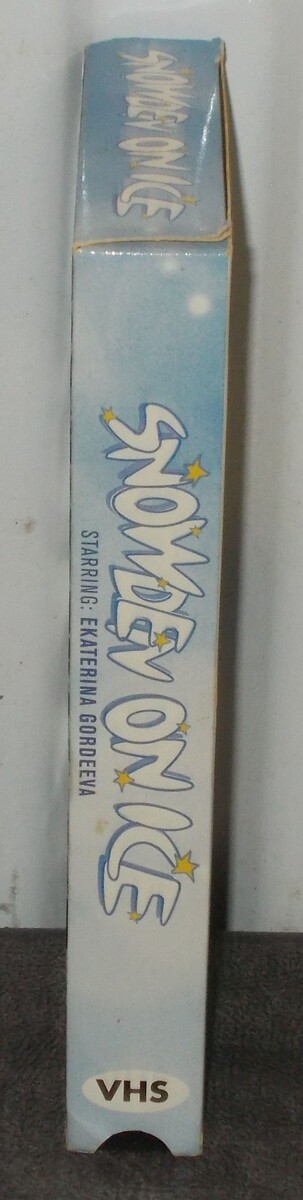 SNOWDEN ON ICE
SNOWDEN ON ICE
STARRING: EKATERINA GORDEEVA
VHS